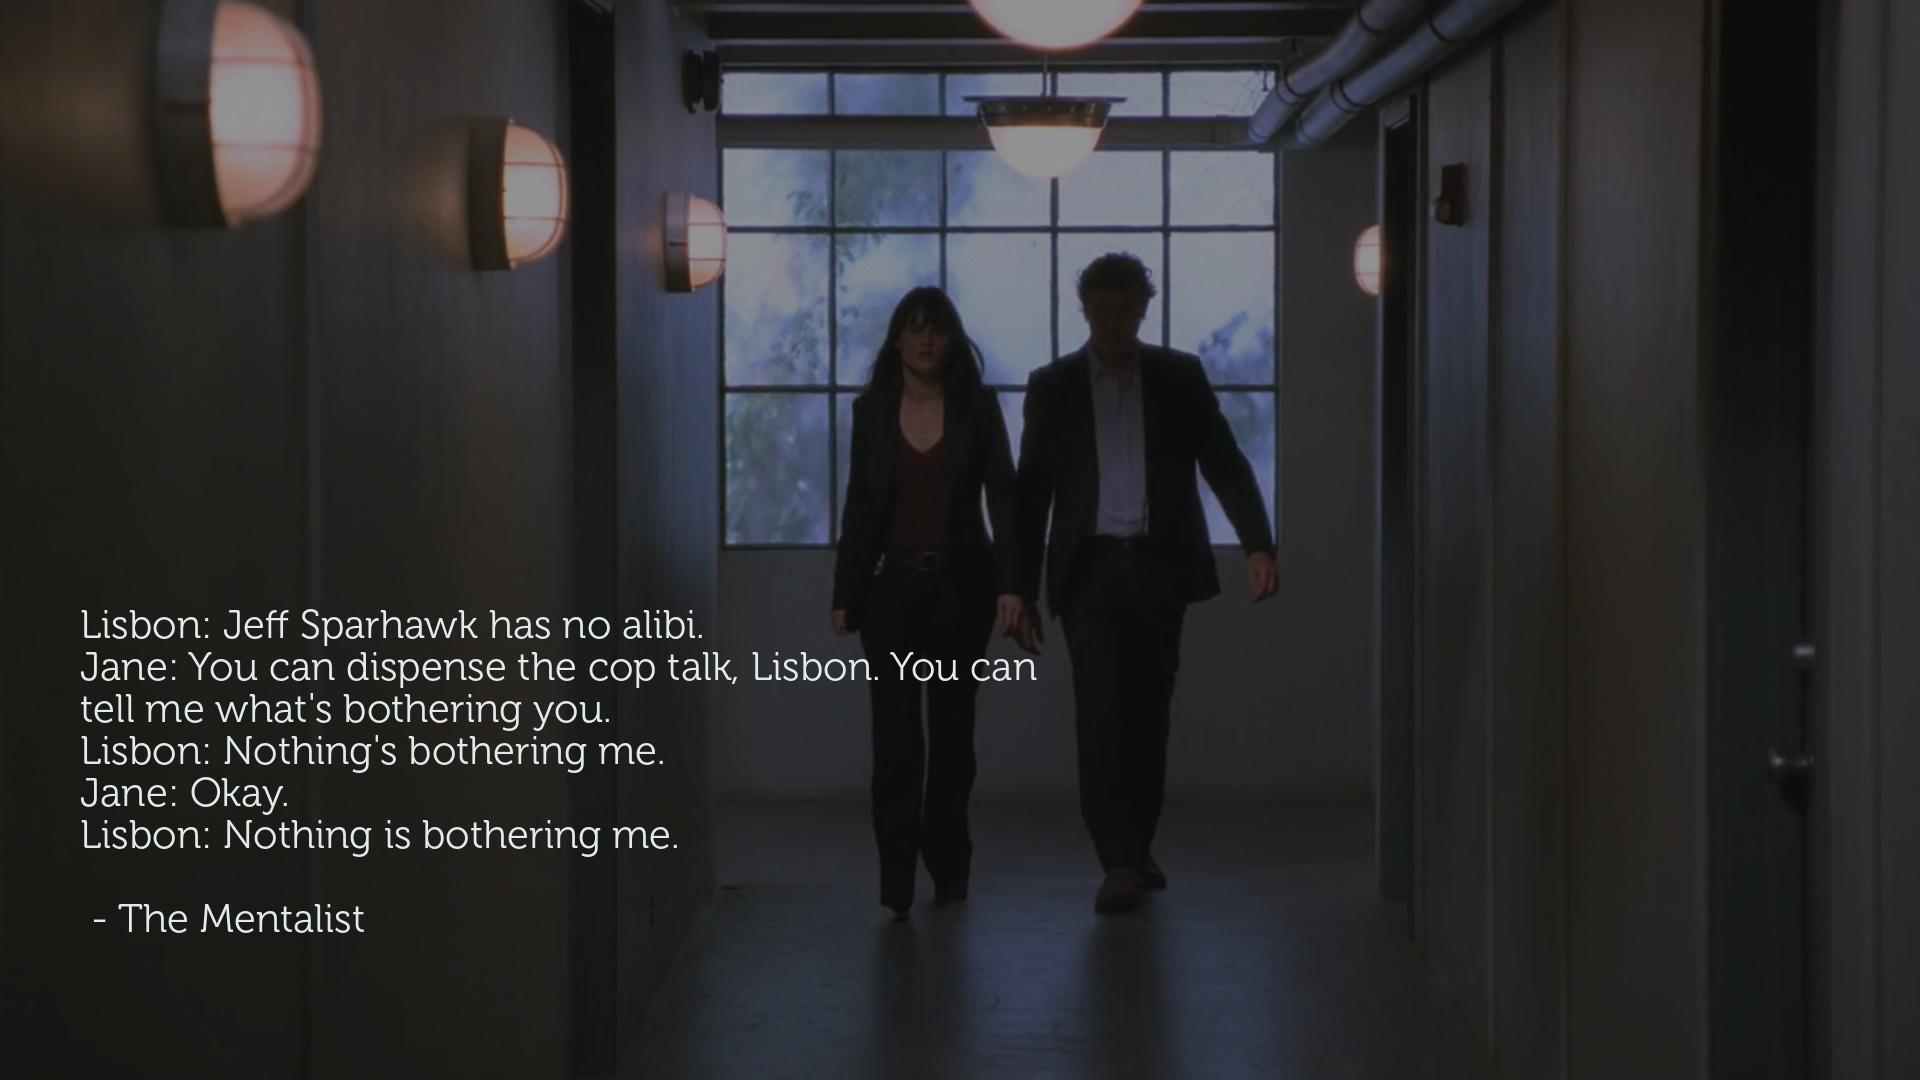 Lisbon: Jeff Sparhawk has no alibi.
Jane: You can dispense the cop talk, Lisbon. You can
tell me what's bothering you.
Lisbon: Nothing's bothering me.
Jane: Okay.
Lisbon: Nothing is bothering me.
- The Mentalist